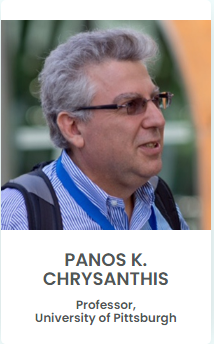 PANOS K.
CHRYSANTHIS
Professor,
University of Pittsburgh